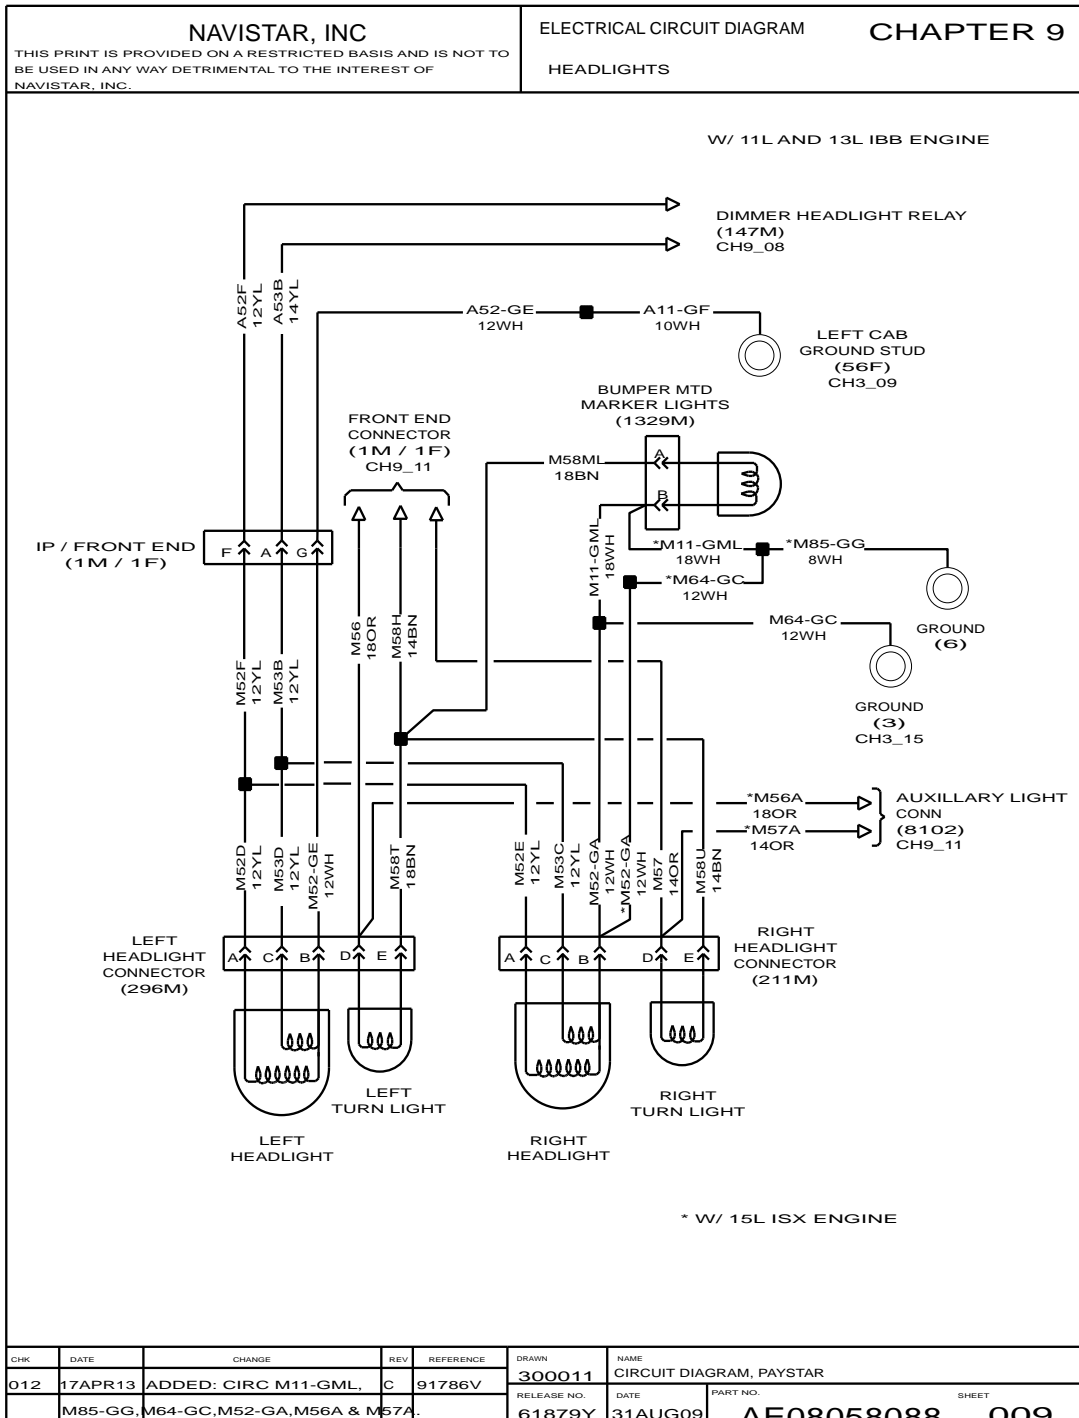 NAVISTAR, INC
THIS PRINT IS PROVIDED ON A RESTRICTED BASIS AND IS NOT TO
BE USED IN ANY WAY DETRIMENTAL TO THE INTEREST OF
NAVISTAR, INC.
ELECTRICAL CIRCUIT DIAGRAM
CHAPTER 9
HEADLIGHTS
W/ 11L AND 13L IBB ENGINE
DIMMER HEADLIGHT RELAY
(147M)
CH9_08
A52F
12YL
A53B
14YL
A52-GE
12WH
A11-GF
10WH
LEFT CAB
GROUND STUD
(56F)
CH3_09
BUMPER MTD
MARKER LIGHTS
(1329M)
FRONT END
CONNECTOR
(1M / 1F)
CH9_11
M58ML
18BN
A
B
IP / FRONT END
(1M / 1F)
F
A
G
M11-GML
18WH
*M11-GML
18WH
*M85-GG
8WH
*M64-GC
12WH
GROUND
(6)
M64-GC
12WH
GROUND
(3)
CH3_15
M56
18OR
M58H
14BN
M52F
12YL
M53B
12YL
*M56A
18OR
*M57A
14OR
AUXILLARY LIGHT
CONN
(8102)
CH9_11
M52D
12YL
M53D
12YL
M52-GE
12WH
M58T
18BN
M52E
12YL
M53C
12YL
M52-GA
12WH
*M52-GA
12WH
M57
14OR
M58U
14BN
LEFT
HEADLIGHT
CONNECTOR
(296M)
A
C
B
D
E
A
C
B
D
E
RIGHT
HEADLIGHT
CONNECTOR
(211M)
LEFT
TURN LIGHT
RIGHT
TURN LIGHT
LEFT
HEADLIGHT
RIGHT
HEADLIGHT
* W/ 15L ISX ENGINE
CHK
DATE
CHANGE
REV
REFERENCE
012
17APR13
ADDED: CIRC M11-GML,
C
91786V
M85-GG,M64-GC,M52-GA,M56A & M57A.
DRAWN
300011
NAME
CIRCUIT DIAGRAM, PAYSTAR
RELEASE NO.
61879Y
DATE
31AUG09
PART NO.
AE08058088
SHEET
009